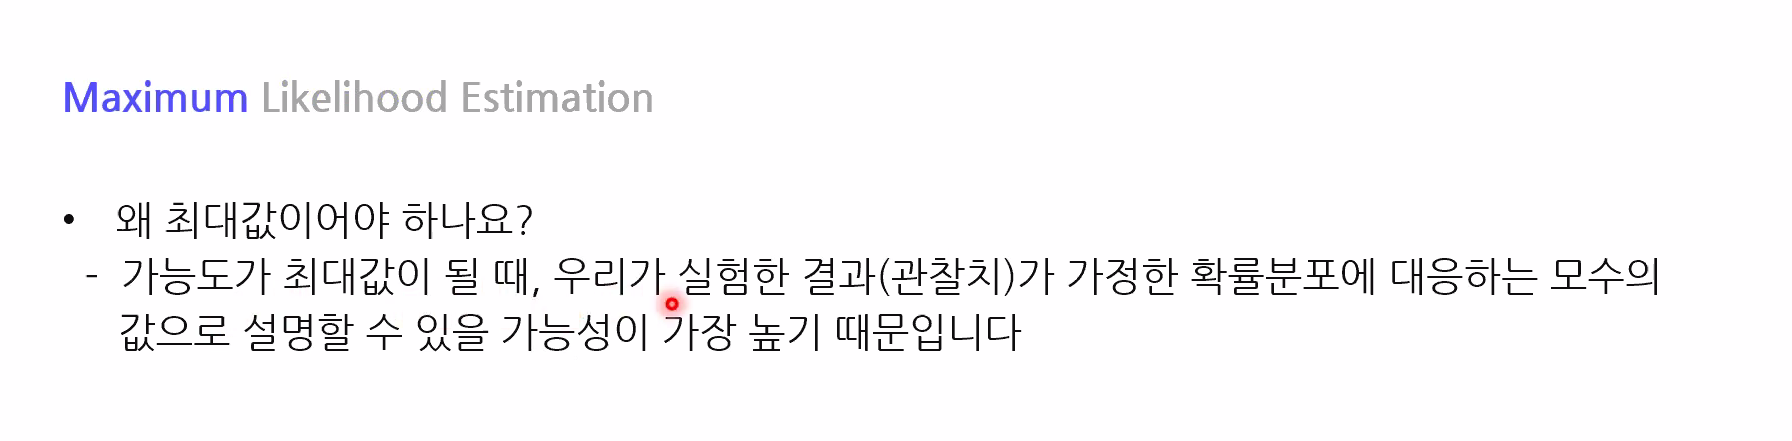 Maximum Likelihood Estimation
• 왜 최대값이어야 하나요?
- 가능도가 최대값이 될 때, 우리가 실험한 결과(관찰치)가 가정한 확률분포에 대응하는 모수의
값으로 설명할 수 있을 가능성이 가장 높기 때문입니다